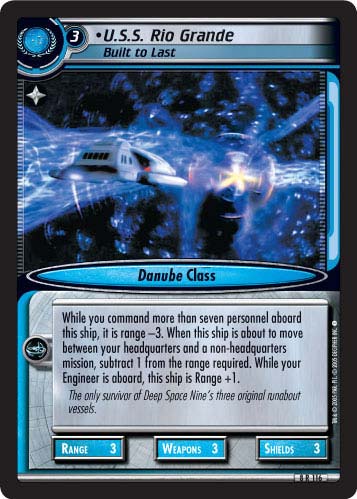 3
•U.S.S. Rio Grande
Built to Last
Danube Class
While you command more than seven personnel aboard
this ship, it is range –3. When this ship is about to move
between your headquarters and a non-headquarters
mission, subtract 1 from the range required. While your
Engineer is aboard, this ship is Range +1.
The only survivor of Deep Space Nine's three original runabout
vessels.
RANGE 3
WEAPONS 3
SHIELDS 3
8 R 116